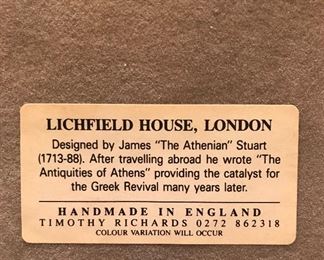 LICHFIELD HOUSE, LONDON
Designed by James "The Athenian" Stuart
(1713-88). After travelling abroad he wrote "The
Antiquities of Athens" providing the catalyst for
the Greek Revival many years later.
HANDMADE IN ENGLAND
TIMOTHY RICHARDS 0272 862318
COLOUR VARIATION WILL OCCUR